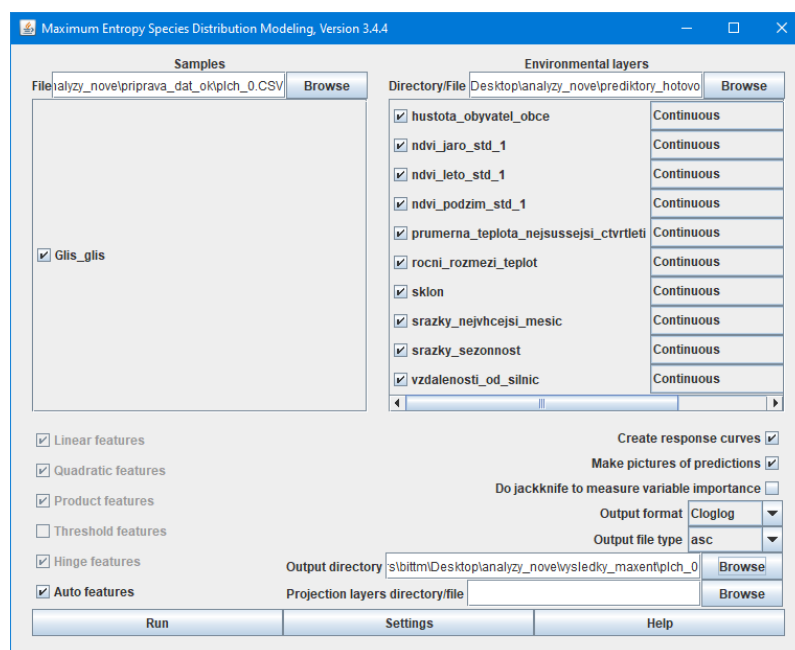 Maximum Entropy Species Distribution Modeling, Version 3.4.4
Samples
File nalyzy_nove\priprava_dat_ok\plch_0.CSV Browse
Glis_glis
Environmental layers
Directory/File Desktop\analyzy_nove\prediktory_hotovo Browse
hustota_obyvatel_obce Continuous
ndvi_jaro_std_1 Continuous
ndvi_leto_std_1 Continuous
ndvi_podzim_std_1 Continuous
prumerna_teplota_nejsussejsi_ctvrtleti Continuous
rocni_rozmezi_teplot Continuous
sklon Continuous
srazky_nejvhcejsi_mesic Continuous
srazky_sezonnost Continuous
vzdalenosti_od_silnic Continuous
Linear features
Quadratic features
Product features
Threshold features
Hinge features
Auto features
Create response curves
Make pictures of predictions
Do jackknife to measure variable importance
Output format Cloglog
Output file type asc
Output directory s\bittm\Desktop\analyzy_nove\vysledky_maxent\plch_0 Browse
Projection layers directory/file Browse
Run Settings Help